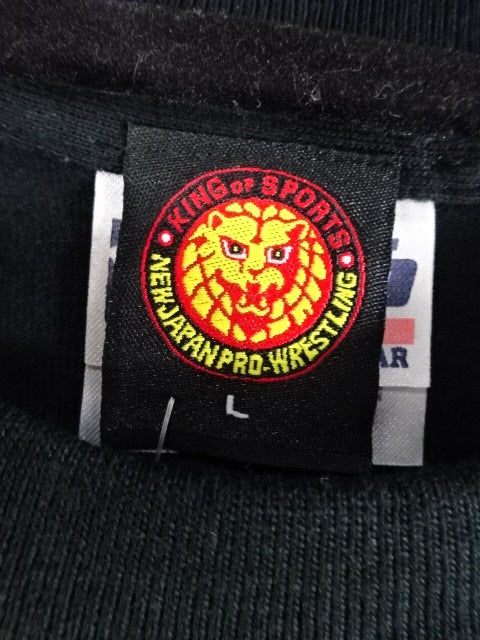 KING OF SPORTS
NEW JAPAN PRO-WRESTLING
L
AR